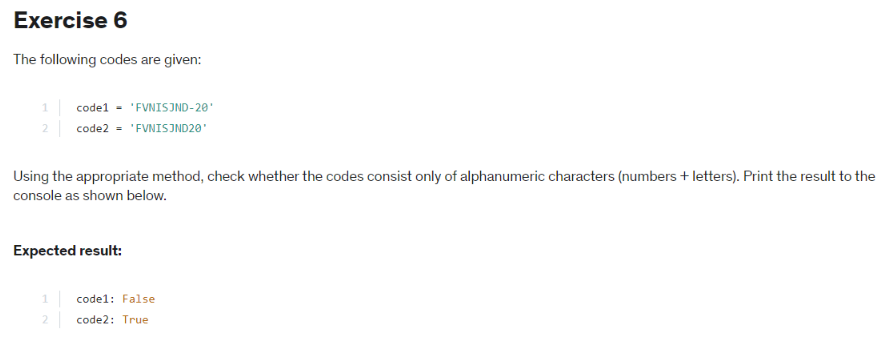 Exercise 6
The following codes are given:
1 code1 = 'FVNISJND-20'
2 code2 = 'FVNISJND20'
Using the appropriate method, check whether the codes consist only of alphanumeric characters (numbers + letters). Print the result to the
console as shown below.
Expected result:
1 code1: False
2 code2: True